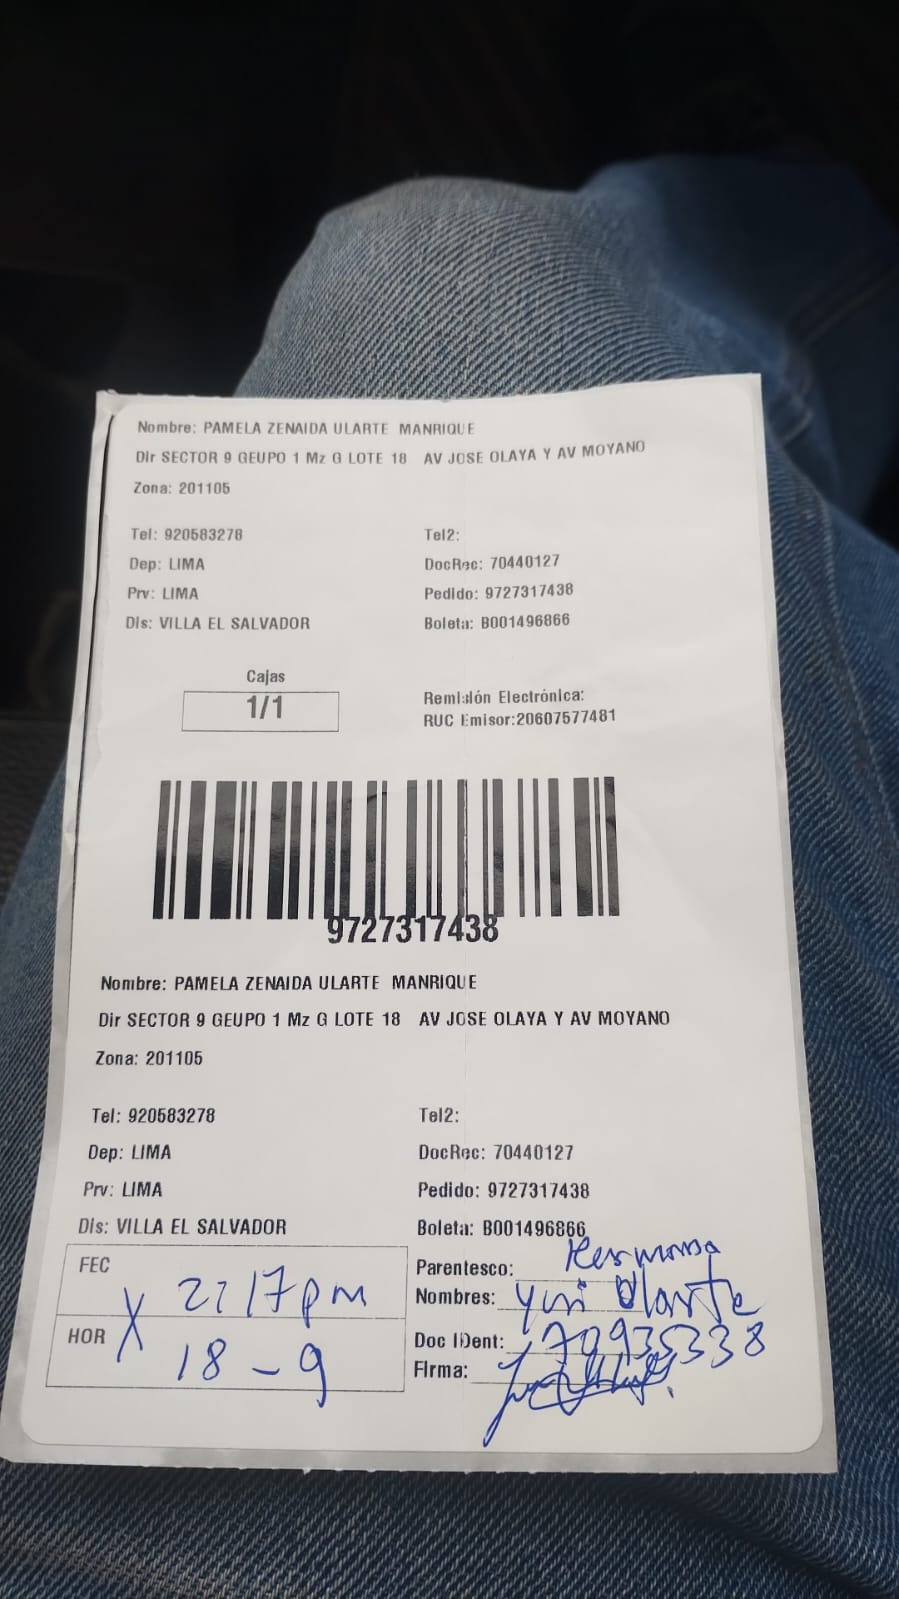 Nombre: PAMELA ZENAIDA ULARTE MANRIQUE
Dir SECTOR 9 GEUPO 1 Mz G LOTE 18 AV JOSE OLAYA Y AV MOYANO
Zona: 201105
Tel: 920583278 Tel2:
Dep: LIMA DocRec: 70440127
Prv: LIMA Pedido: 9727317438
Dis: VILLA EL SALVADOR Boleta: B001496866
Cajas
1/1
Remisión Electrónica:
RUC Emisor:20607577481
9727317438
Nombre: PAMELA ZENAIDA ULARTE MANRIQUE
Dir SECTOR 9 GEUPO 1 Mz G LOTE 18 AV JOSE OLAYA Y AV MOYANO
Zona: 201105
Tel: 920583278 Tel2:
Dep: LIMA DocRec: 70440127
Prv: LIMA Pedido: 9727317438
Dis: VILLA EL SALVADOR Boleta: B001496866
FEC Parentesco: Hermana
X 2:17pm Nombres: Yuri Ularte
HOR Doc IDent: 70935338
18-9 Firma: